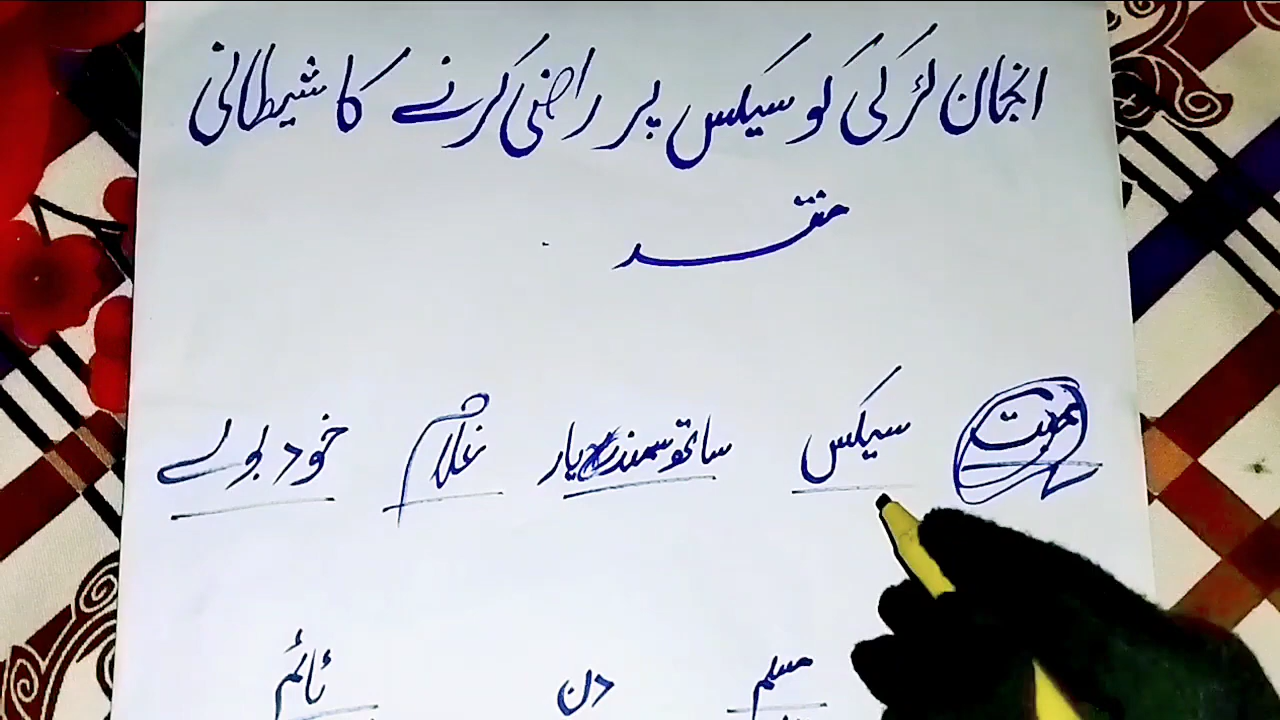 انجان لڑکی کو سیکس پر راضی کرنے کا شیطانی
منتر
محبت سیکس سات سمندر پار غلام خود بولے
مسلم دن ٹائم